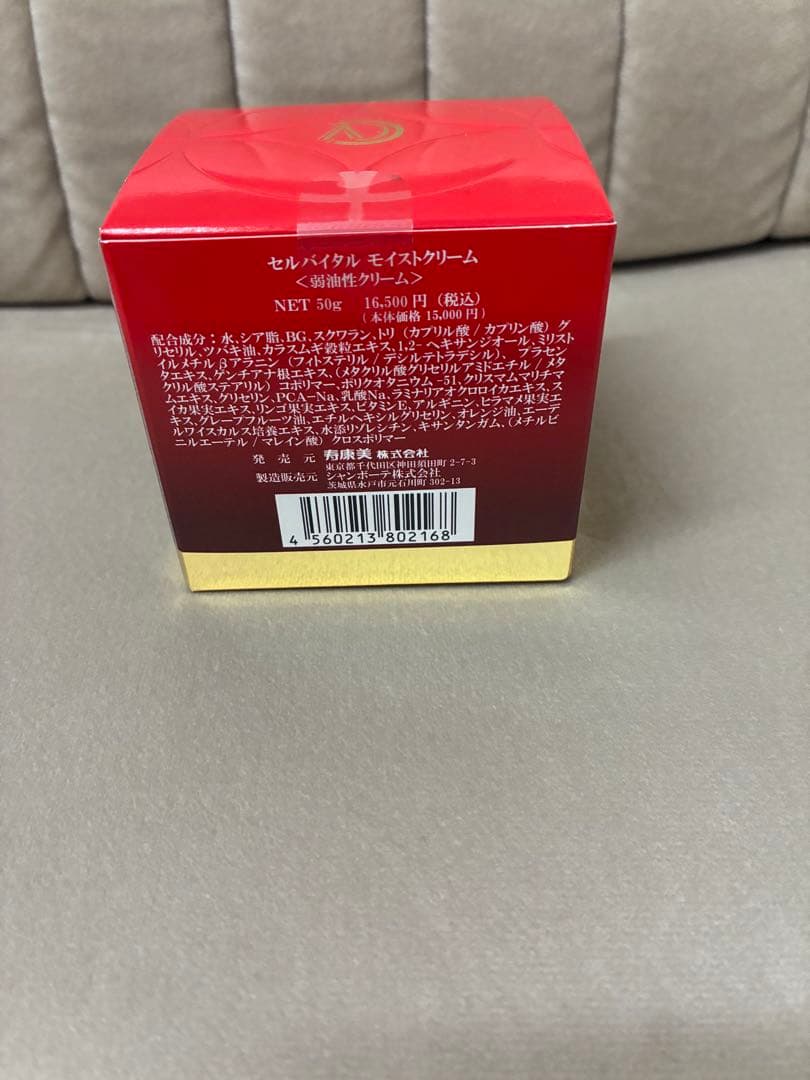 セルバイタル モイストクリーム
＜弱油性クリーム＞
NET 50g 16,500 円（税込）
（本体価格 15,000 円）
配合成分：水、シア脂、BG、スクワラン、トリ（カプリル酸 / カプリン酸）グ
リセリル、ツバキ油、カラスムギ穀粒エキス、1,2- ヘキサンジオール、ミリスト
イルメチルβアラニン（フィトステリル / デシルテトラデシル）、プラセン
タエキス、ゲンチアナ根エキス、（メタクリル酸グリセリルアミドエチル / メタ
クリル酸ステアリル）コポリマー、ポリクオタニウム -51、クリスマムマリチマ
ムエキス、グリセリン、PCA-Na、乳酸Na、ラミナリアオクロロイカエキス、ス
イカ果実エキス、リンゴ果実エキス、ビタミンE、アルギニン、ヒラマメ果実エ
キス、グレープフルーツ油、エチルヘキシルグリセリン、オレンジ油、エーデ
ルワイスカルス培養エキス、水添リゾレシチン、キサンタンガム、（メチルビ
ニルエーテル / マレイン酸）クロスポリマー
発 売 元 寿康美 株式会社
東京都千代田区神田須田町 2-7-3
製造販売元 シャンボーテ株式会社
茨城県水戸市元石川町 302-13
4 560213 802168